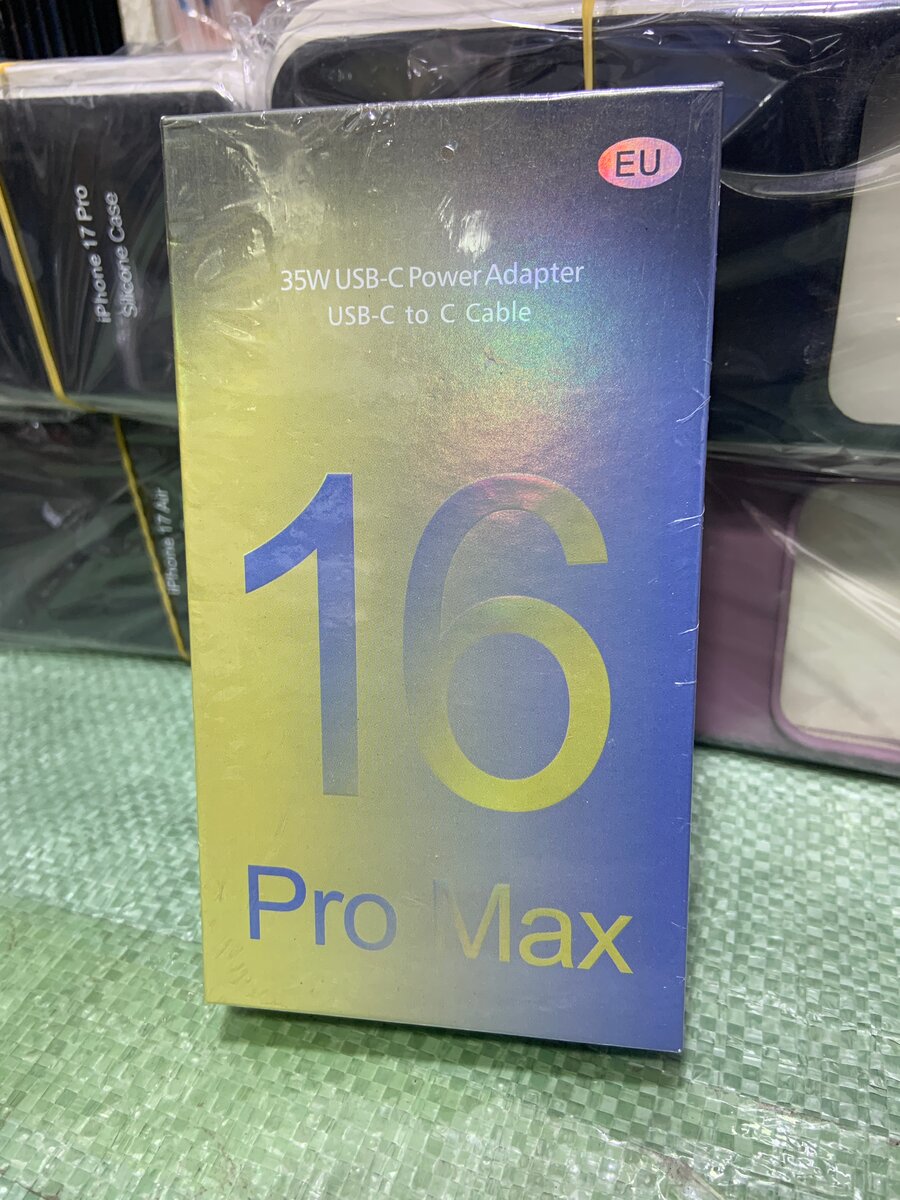 EU
35W USB-C Power Adapter
USB-C to C Cable
16
Pro Max
iPhone 17 Pro
Silicone Case
iPhone 17 Air